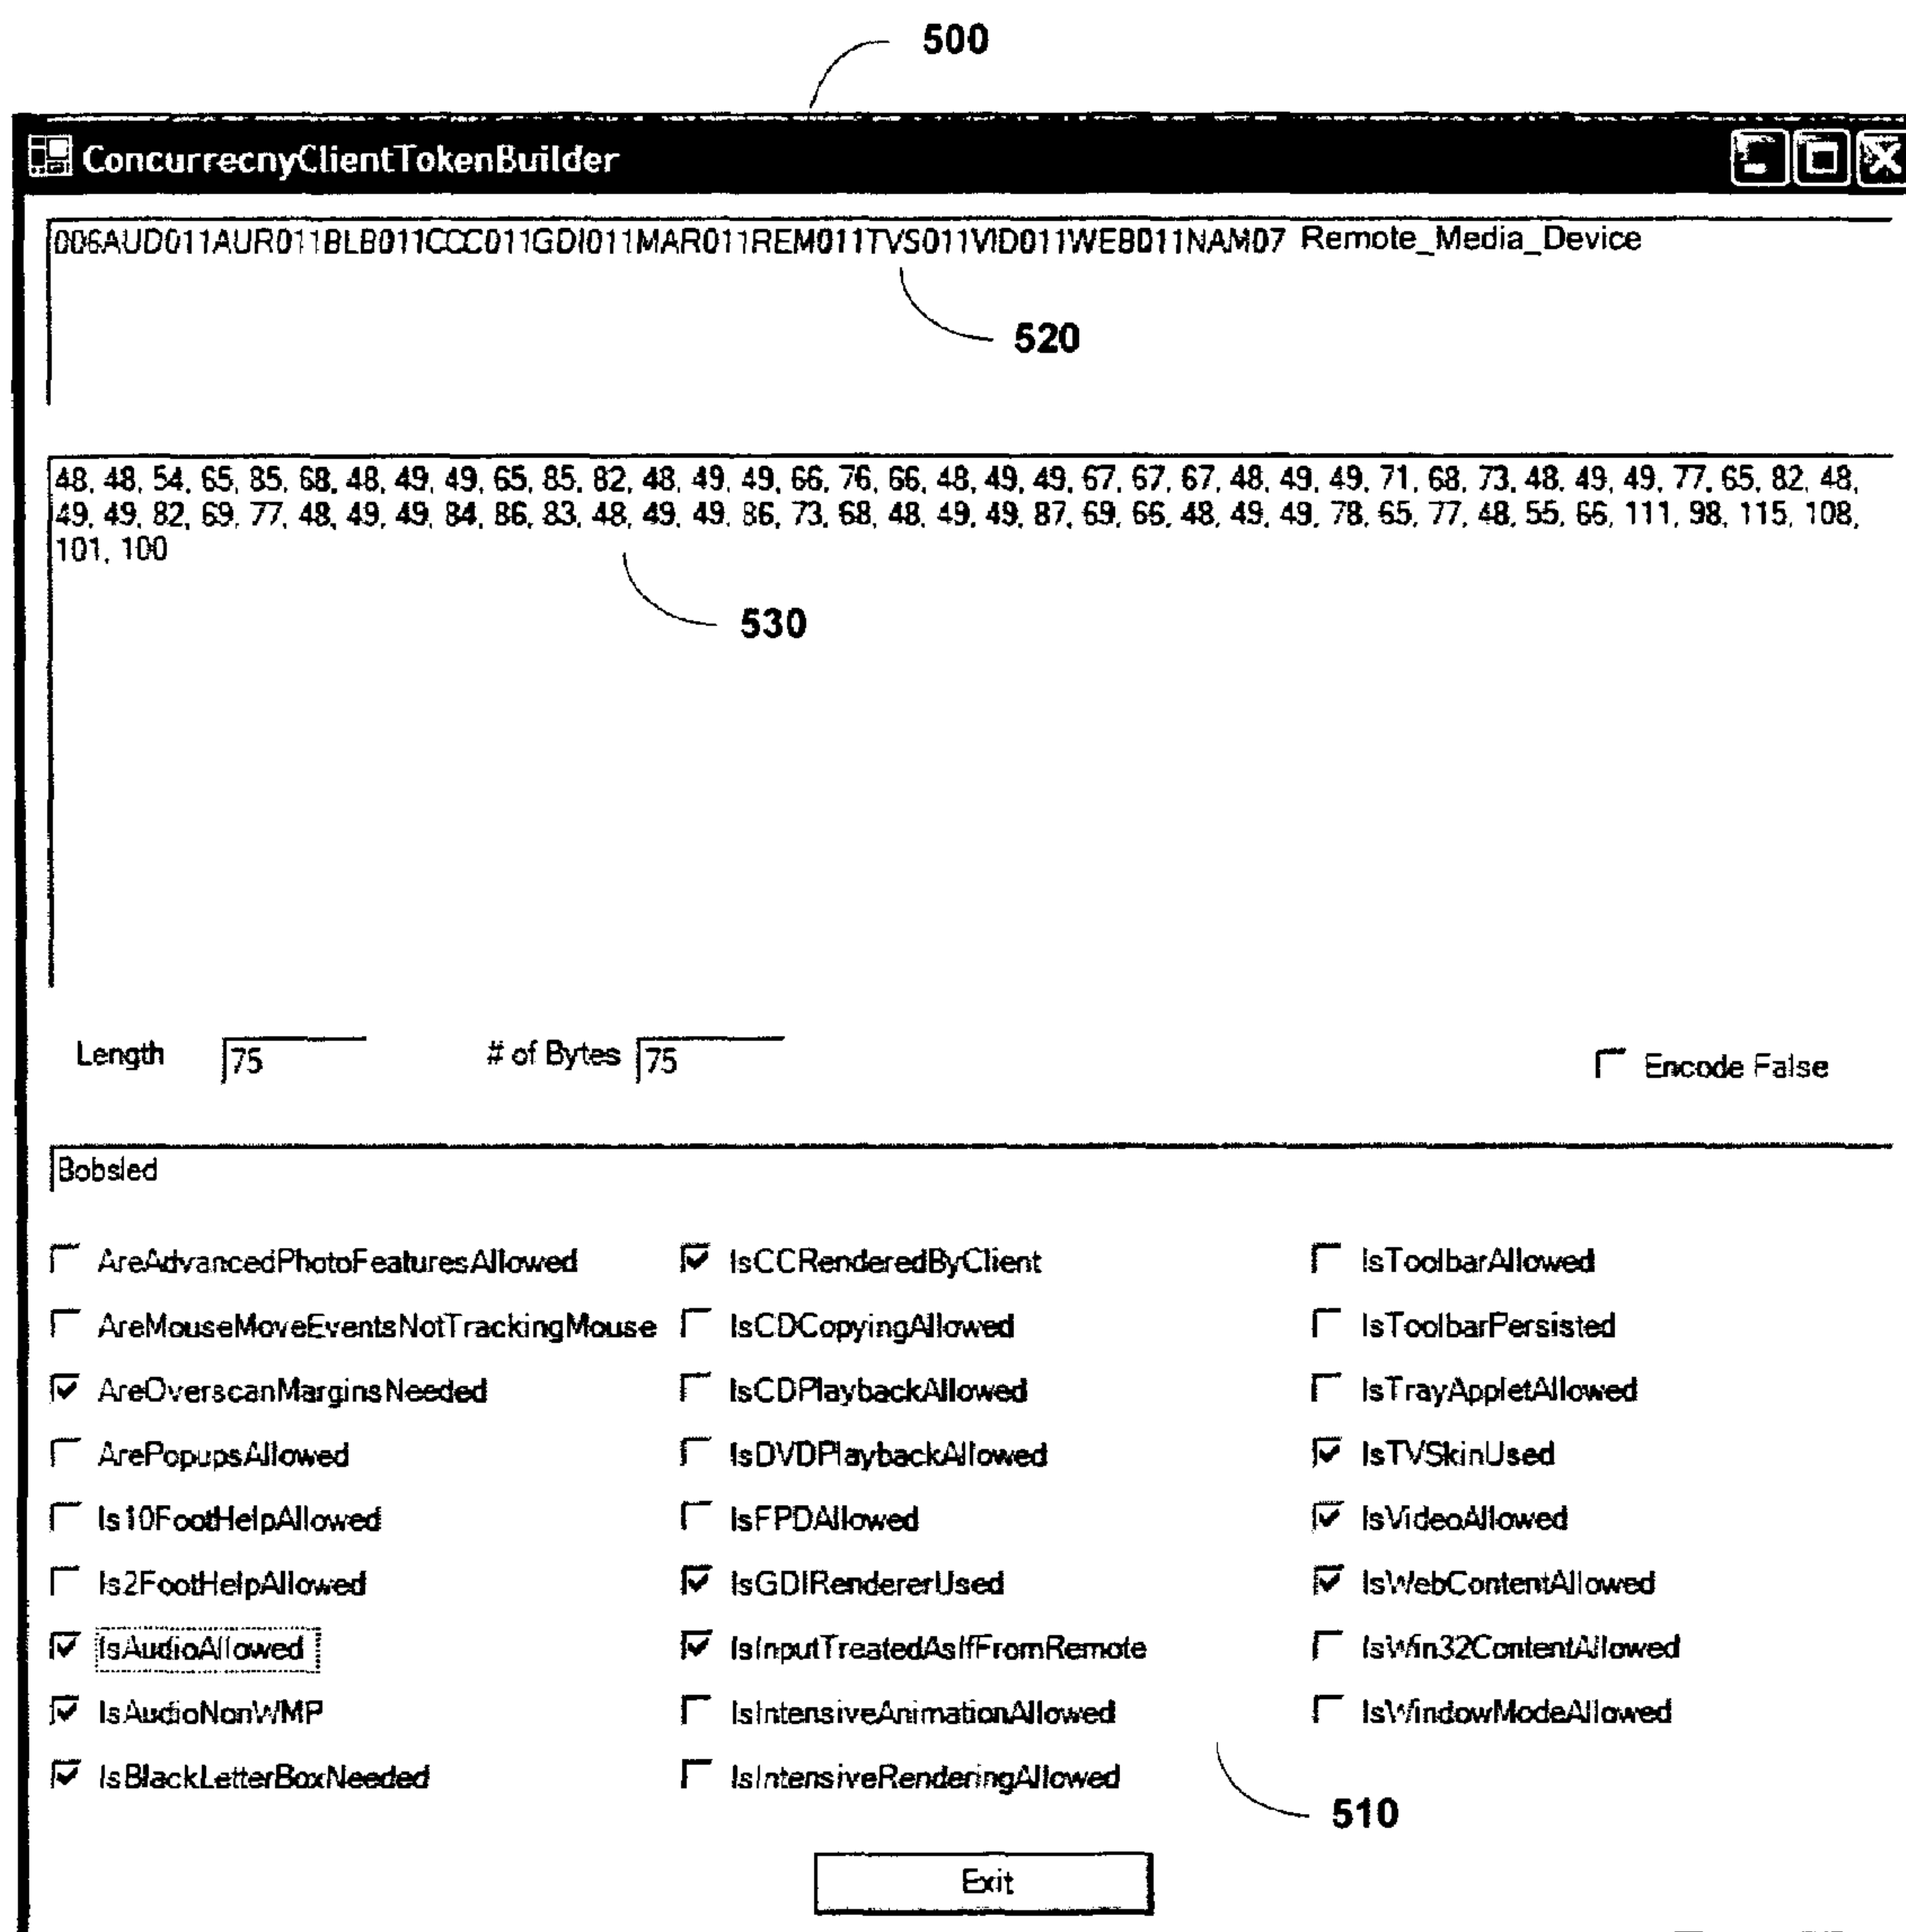 500
ConcurrecnyClientTokenBuilder
006AUD011AUR011BLB011CCC011GDI011MAR011REM011TVS011VID011WEB011NAM07 Remote_Media_Device
520
48, 48, 54, 65, 85, 68, 48, 49, 49, 65, 85, 82, 48, 49, 49, 66, 76, 66, 48, 49, 49, 67, 67, 67, 48, 49, 49, 71, 68, 73, 48, 49, 49, 77, 65, 82, 48,
49, 49, 82, 69, 77, 48, 49, 49, 84, 86, 83, 48, 49, 49, 86, 73, 68, 48, 49, 49, 87, 69, 66, 48, 49, 49, 78, 65, 77, 48, 55, 66, 111, 98, 115, 108,
101, 100
530
Length 75 # of Bytes 75 Encode False
Bobsled
AreAdvancedPhotoFeaturesAllowed IsCCRenderedByClient IsToolbarAllowed
AreMouseMoveEventsNotTrackingMouse IsCDCopyingAllowed IsToolbarPersisted
AreOverscanMarginsNeeded IsCDPlaybackAllowed IsTrayAppletAllowed
ArePopupsAllowed IsDVDPlaybackAllowed IsTVSkinUsed
Is10FootHelpAllowed IsFPDAllowed IsVideoAllowed
Is2FootHelpAllowed IsGDIRendererUsed IsWebContentAllowed
IsAudioAllowed IsInputTreatedAsIfFromRemote IsWin32ContentAllowed
IsAudioNonWMP IsIntensiveAnimationAllowed IsWindowModeAllowed
IsBlackLetterBoxNeeded IsIntensiveRenderingAllowed
510
Exit